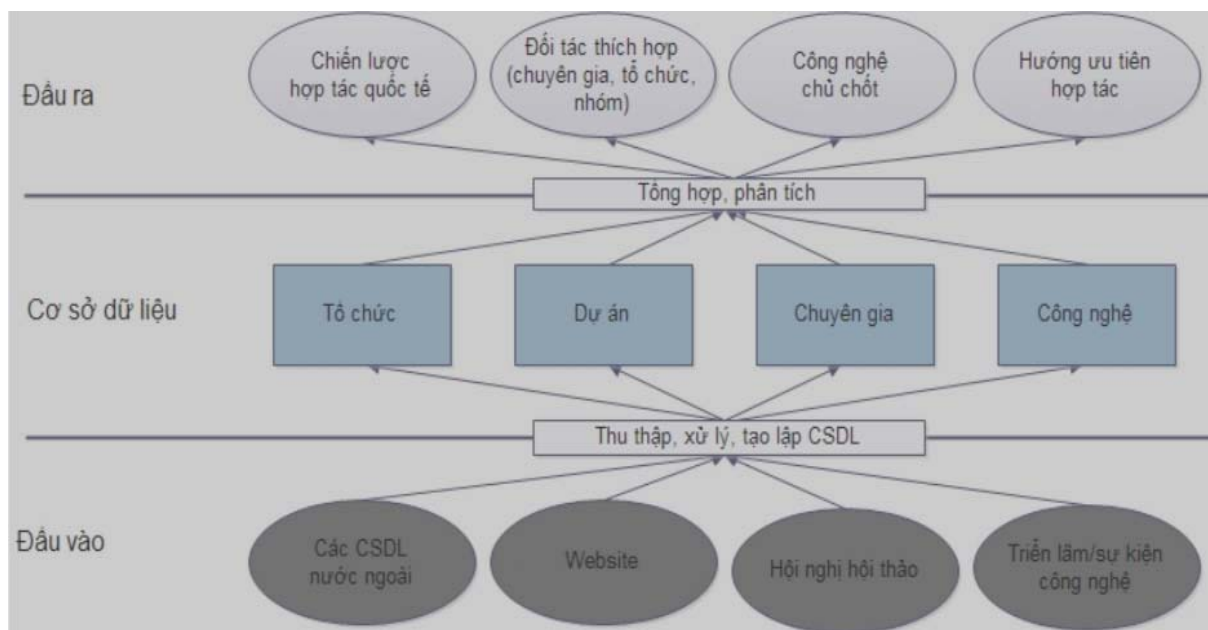 Đầu ra
Chiến lược
hợp tác quốc tế
Đối tác thích hợp
(chuyên gia, tổ chức,
nhóm)
Công nghệ
chủ chốt
Hướng ưu tiên
hợp tác
Tổng hợp, phân tích
Cơ sở dữ liệu
Tổ chức
Dự án
Chuyên gia
Công nghệ
Thu thập, xử lý, tạo lập CSDL
Đầu vào
Các CSDL
nước ngoài
Website
Hội nghị hội thảo
Triển lãm/sự kiện
công nghệ